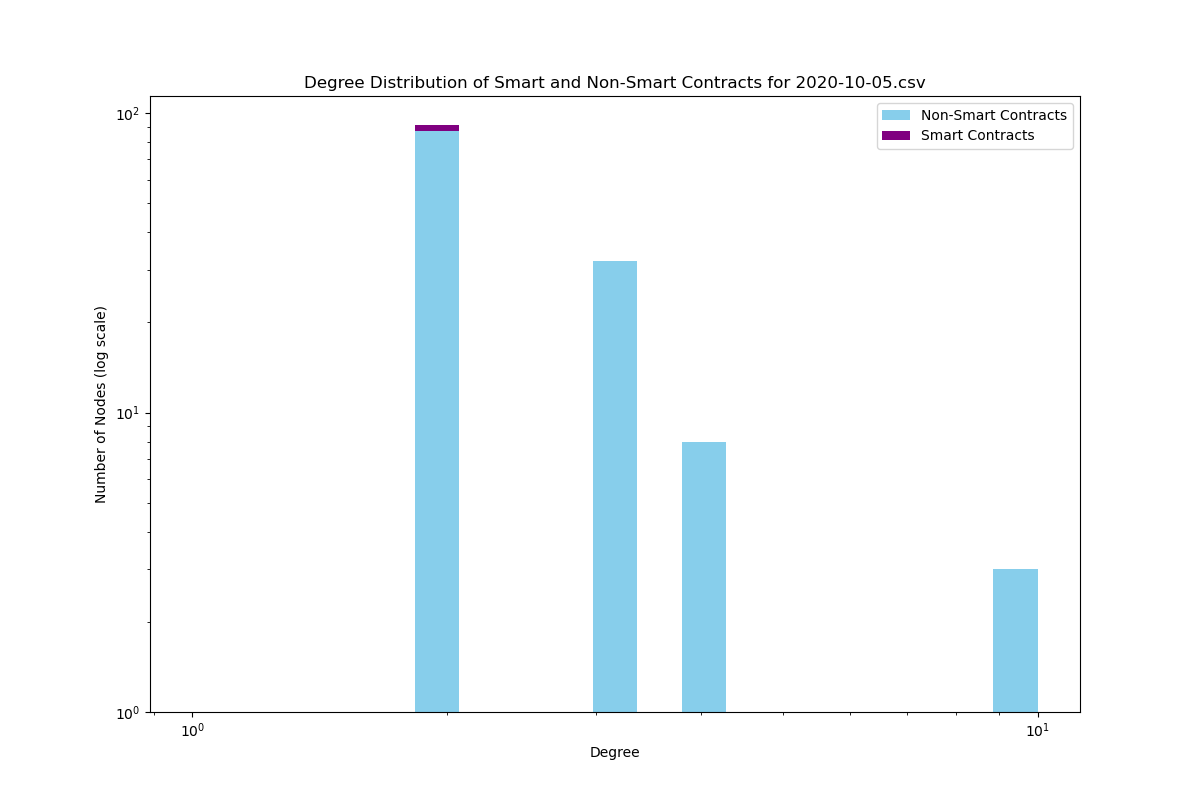 Degree Distribution of Smart and Non-Smart Contracts for 2020-10-05.csv
Non-Smart Contracts
Smart Contracts
Number of Nodes (log scale)
10²
10¹
10⁰
10⁰ 10¹
Degree